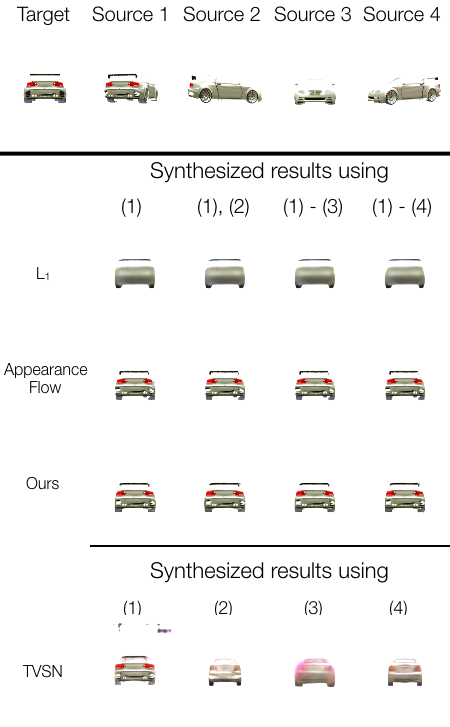 Target Source 1 Source 2 Source 3 Source 4
Synthesized results using
(1) (1), (2) (1) - (3) (1) - (4)
L₁
Appearance
Flow
Ours
Synthesized results using
(1) (2) (3) (4)
TVSN